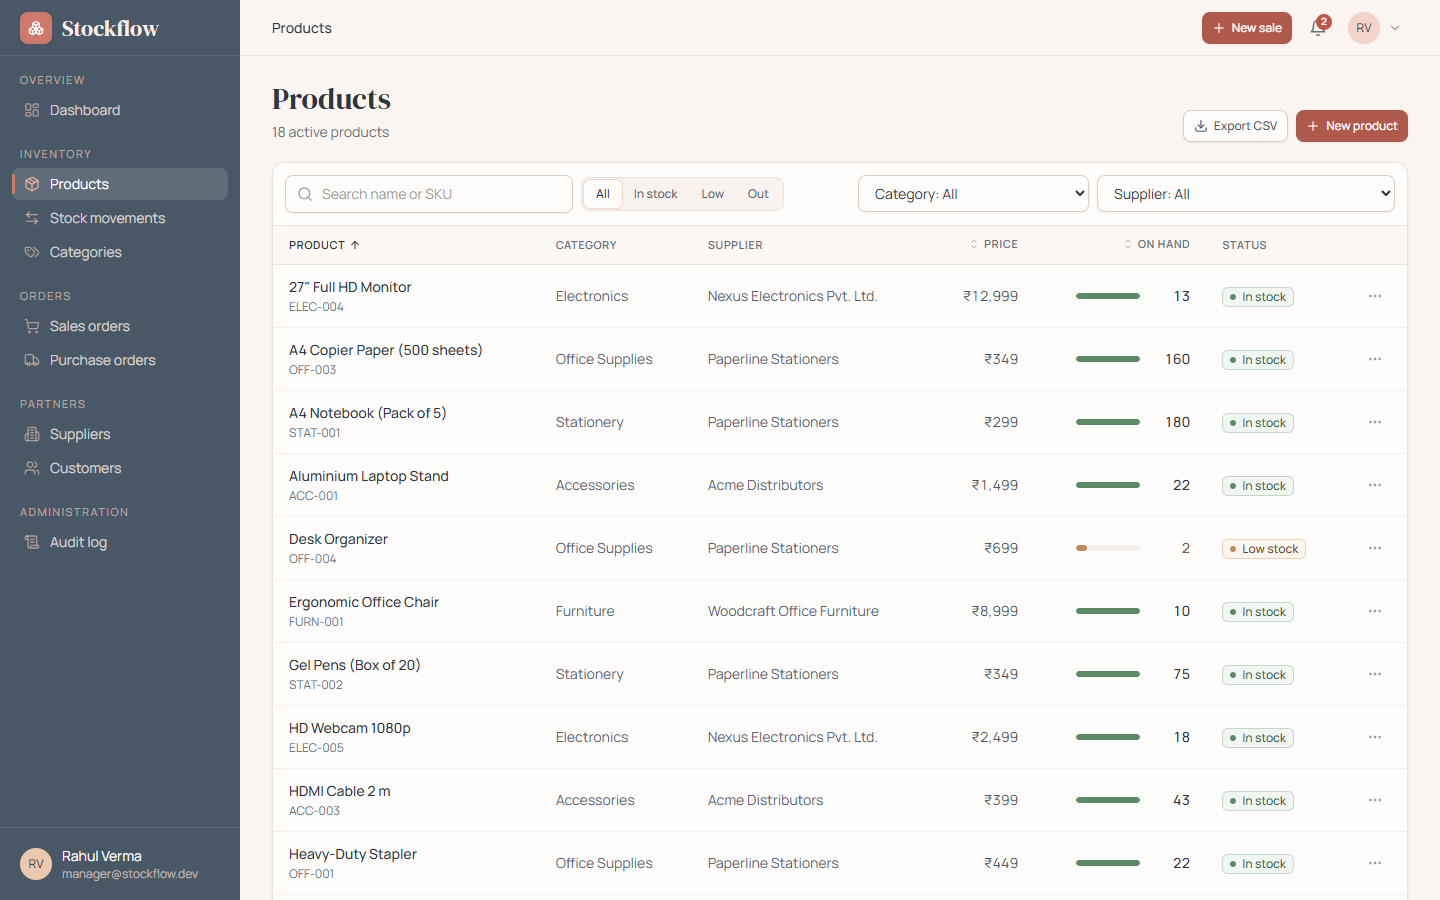 Stockflow
Products
+ New sale
2
RV
OVERVIEW
Dashboard
INVENTORY
Products
Stock movements
Categories
ORDERS
Sales orders
Purchase orders
PARTNERS
Suppliers
Customers
ADMINISTRATION
Audit log
RV
Rahul Verma
manager@stockflow.dev
Products
18 active products
Export CSV
+ New product
Search name or SKU
All In stock Low Out
Category: All
Supplier: All
PRODUCT CATEGORY SUPPLIER PRICE ON HAND STATUS
27" Full HD Monitor
ELEC-004
Electronics Nexus Electronics Pvt. Ltd. ₹12,999 13 In stock
A4 Copier Paper (500 sheets)
OFF-003
Office Supplies Paperline Stationers ₹349 160 In stock
A4 Notebook (Pack of 5)
STAT-001
Stationery Paperline Stationers ₹299 180 In stock
Aluminium Laptop Stand
ACC-001
Accessories Acme Distributors ₹1,499 22 In stock
Desk Organizer
OFF-004
Office Supplies Paperline Stationers ₹699 2 Low stock
Ergonomic Office Chair
FURN-001
Furniture Woodcraft Office Furniture ₹8,999 10 In stock
Gel Pens (Box of 20)
STAT-002
Stationery Paperline Stationers ₹349 75 In stock
HD Webcam 1080p
ELEC-005
Electronics Nexus Electronics Pvt. Ltd. ₹2,499 18 In stock
HDMI Cable 2 m
ACC-003
Accessories Acme Distributors ₹399 43 In stock
Heavy-Duty Stapler
OFF-001
Office Supplies Paperline Stationers ₹449 22 In stock